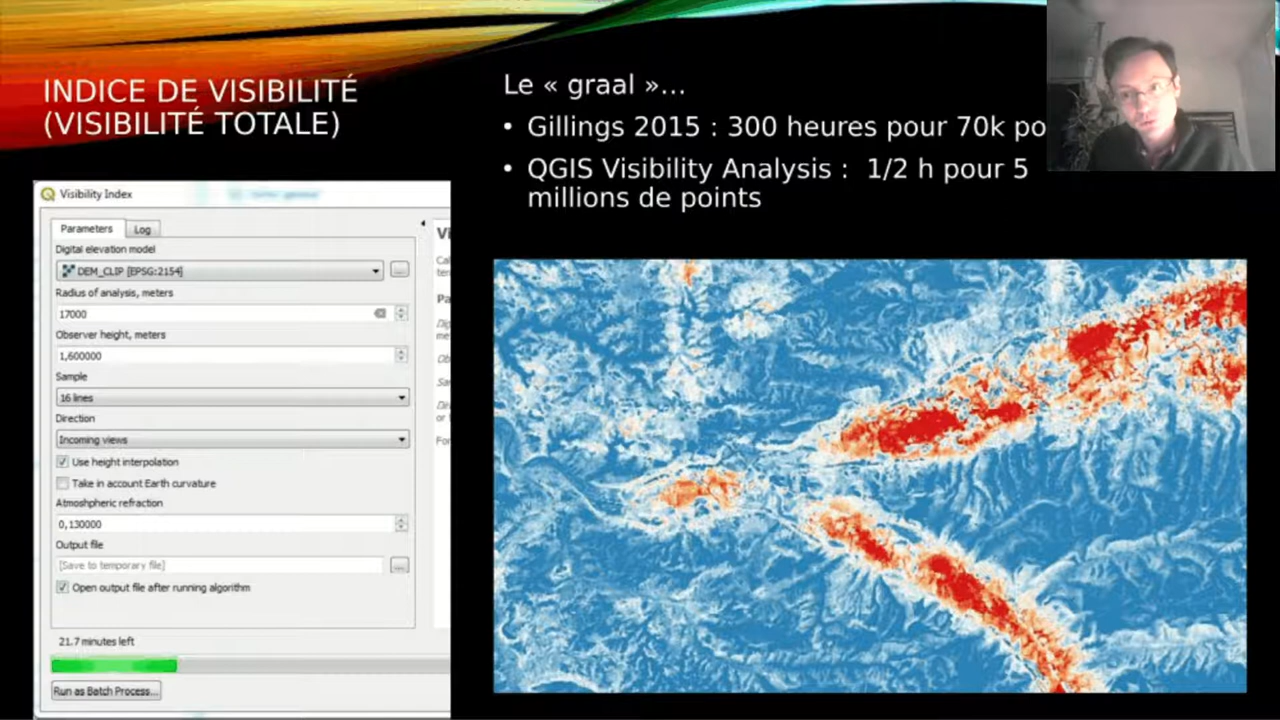 INDICE DE VISIBILITÉ
(VISIBILITÉ TOTALE)
Le « graal »...
• Gillings 2015 : 300 heures pour 70k po
• QGIS Visibility Analysis : 1/2 h pour 5
millions de points
Visibility Index
Parameters
Log
Digital elevation model
DEM_CLIP [EPSG:2154]
...
Radius of analysis, meters
17000
Observer height, meters
1,600000
Sample
16 lines
Direction
Incoming views
Use height interpolation
Take in account Earth curvature
Atmoshpheric refraction
0,130000
Output file
[Save to temporary file]
...
Open output file after running algorithm
21.7 minutes left
Run as Batch Process...